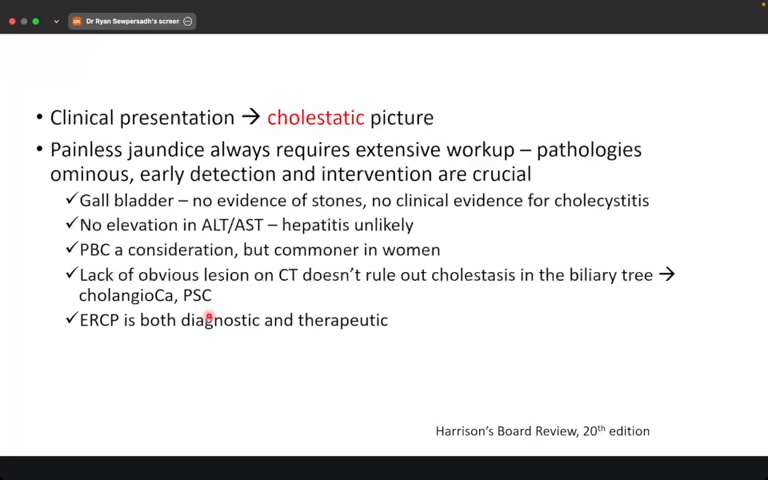 Dr Ryan Sewpersadh's screen
• Clinical presentation → cholestatic picture
• Painless jaundice always requires extensive workup – pathologies
ominous, early detection and intervention are crucial
✓Gall bladder – no evidence of stones, no clinical evidence for cholecystitis
✓No elevation in ALT/AST – hepatitis unlikely
✓PBC a consideration, but commoner in women
✓Lack of obvious lesion on CT doesn't rule out cholestasis in the biliary tree →
cholangioCa, PSC
✓ERCP is both diagnostic and therapeutic
Harrison's Board Review, 20th edition